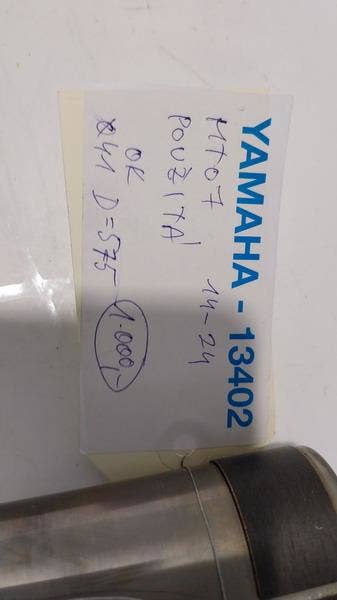 YAMAHA - 13402
MT07 14-24
POUŽITÁ
OK
Ø41 D=575 1.000,-